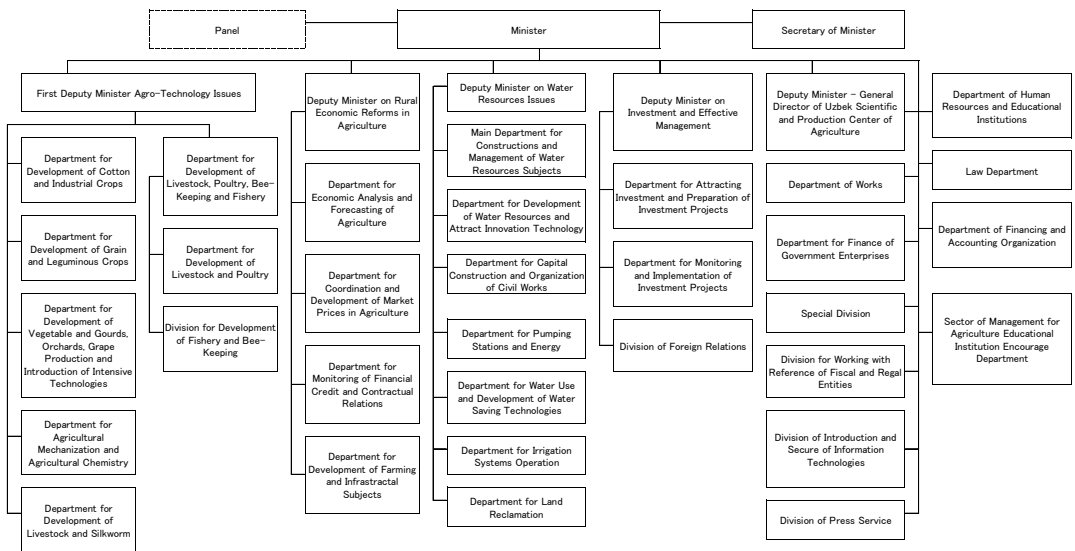 Panel
Minister
Secretary of Minister
First Deputy Minister Agro-Technology Issues
Department for
Development of Cotton
and Industrial Crops
Department for
Development of Grain
and Leguminous Crops
Department for
Development of
Vegetable and Gourds,
Orchards, Grape
Production and
Introduction of Intensive
Technologies
Department for
Agricultural
Mechanization and
Agricultural Chemistry
Department for
Development of
Livestock and Silkworm
Department for
Development of
Livestock, Poultry, Bee-
Keeping and Fishery
Department for
Development of
Livestock and Poultry
Division for Development
of Fishery and Bee-
Keeping
Deputy Minister on Rural
Economic Reforms in
Agriculture
Department for
Economic Analysis and
Forecasting of
Agriculture
Department for
Coordination and
Development of Market
Prices in Agriculture
Department for
Monitoring of Financial
Credit and Contractual
Relations
Department for
Development of Farming
and Infrastractal
Subjects
Deputy Minister on Water
Resources Issues
Main Department for
Constructions and
Management of Water
Resources Subjects
Department for Development
of Water Resources and
Attract Innovation Technology
Department for Capital
Construction and Organization
of Civil Works
Department for Pumping
Stations and Energy
Department for Water Use
and Development of Water
Saving Technologies
Department for Irrigation
Systems Operation
Department for Land
Reclamation
Deputy Minister on
Investment and Effective
Management
Department for Attracting
Investment and Preparation of
Investment Projects
Department for Monitoring
and Implementation of
Investment Projects
Division of Foreign Relations
Deputy Minister - General
Director of Uzbek Scientific
and Production Center of
Agriculture
Department of Works
Department for Finance of
Government Enterprises
Special Division
Division for Working with
Reference of Fiscal and Regal
Entities
Division of Introduction and
Secure of Information
Technologies
Division of Press Service
Department of Human
Resources and Educational
Institutions
Law Department
Department of Financing and
Accounting Organization
Sector of Management for
Agriculture Educational
Institution Encourage
Department